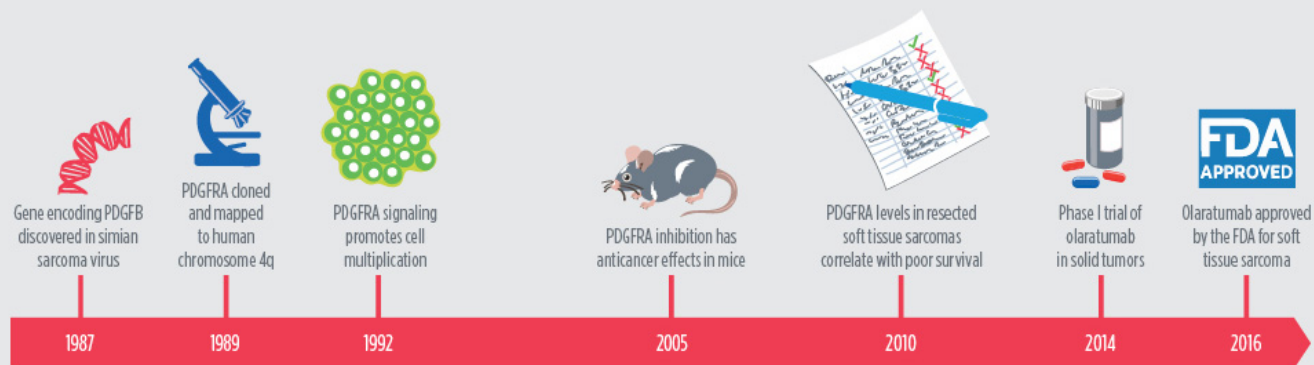 Gene encoding PDGFB
discovered in simian
sarcoma virus
PDGFRA cloned
and mapped
to human
chromosome 4q
PDGFRA signaling
promotes cell
multiplication
PDGFRA inhibition has
anticancer effects in mice
PDGFRA levels in resected
soft tissue sarcomas
correlate with poor survival
Phase I trial of
olaratumab
in solid tumors
FDA
APPROVED
Olaratumab approved
by the FDA for soft
tissue sarcoma
1987
1989
1992
2005
2010
2014
2016